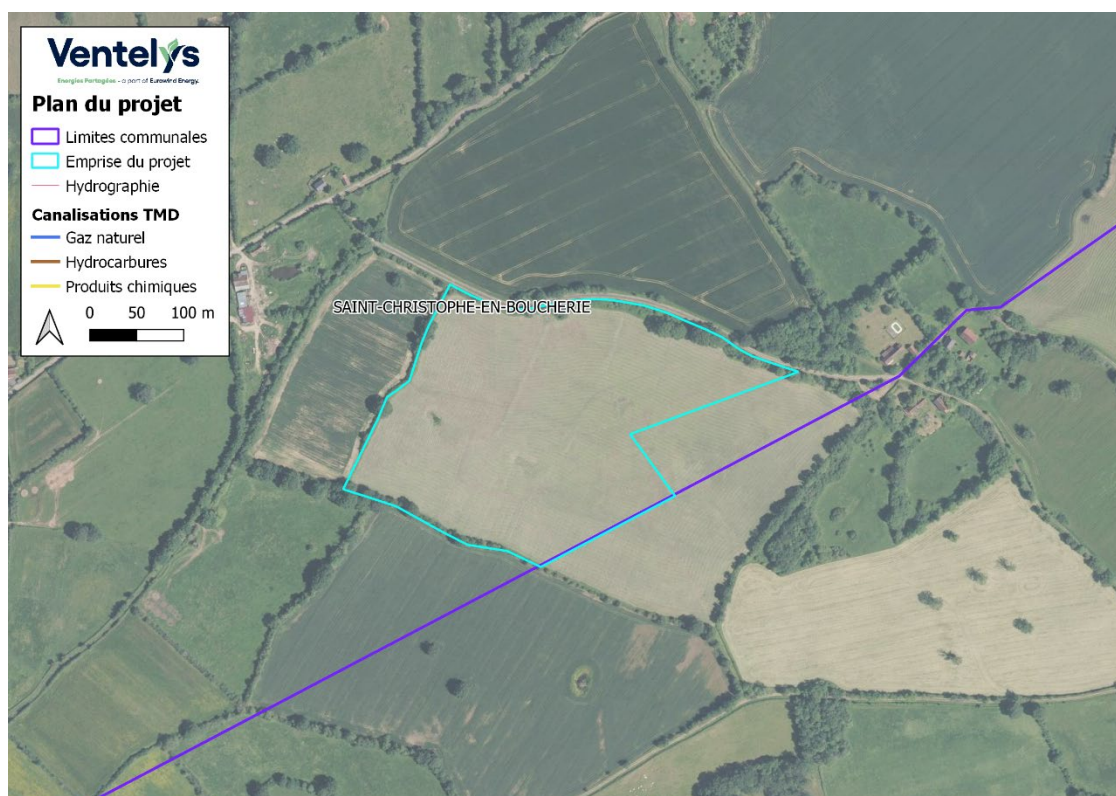 Ventelys
Energies Partagées - a part of Eurowind Energy.
Plan du projet
Limites communales
Emprise du projet
Hydrographie
Canalisations TMD
Gaz naturel
Hydrocarbures
Produits chimiques
0 50 100 m
SAINT-CHRISTOPHE-EN-BOUCHERIE